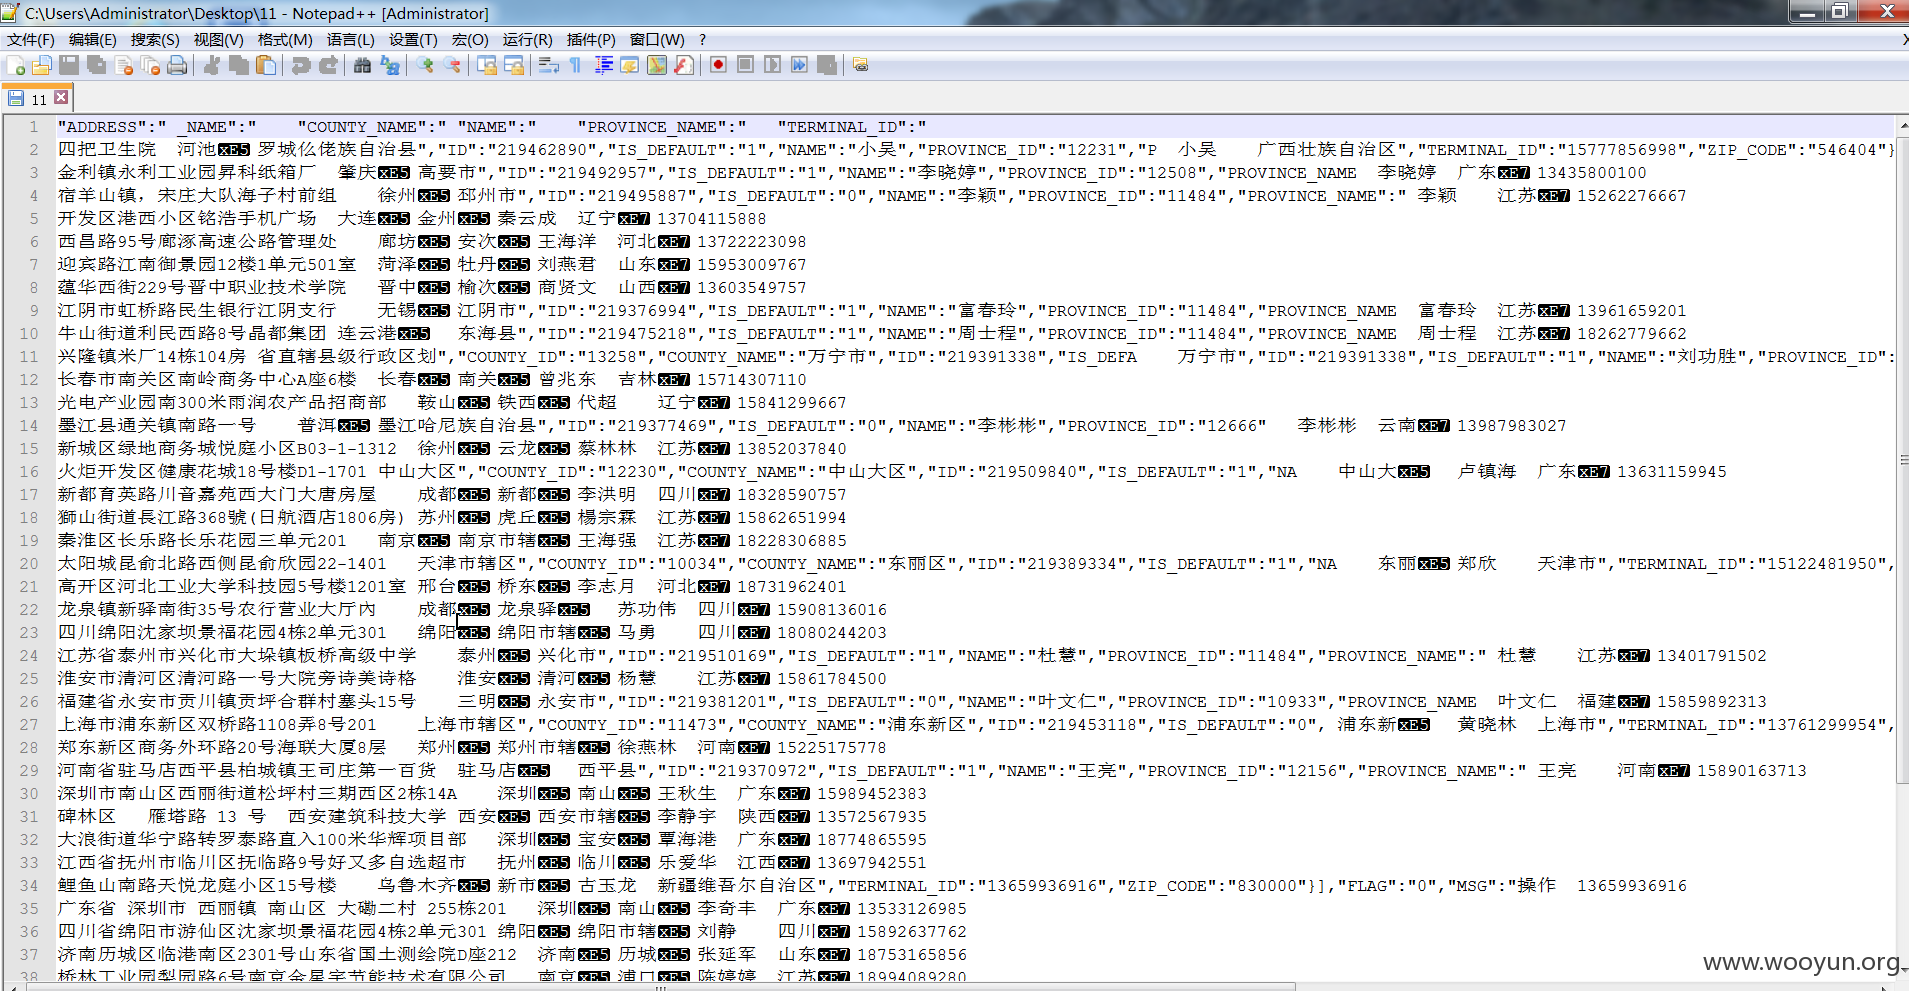 C:\Users\Administrator\Desktop\11 - Notepad++ [Administrator]
文件(F) 编辑(E) 搜索(S) 视图(V) 格式(M) 语言(L) 设置(T) 宏(O) 运行(R) 插件(P) 窗口(W) ? X
11
1 "ADDRESS":" _NAME":" "COUNTY_NAME":" "NAME":" "PROVINCE_NAME":" "TERMINAL_ID":"
2 四把卫生院 河池xE5 罗城仫佬族自治县","ID":"219462890","IS_DEFAULT":"1","NAME":"小吴","PROVINCE_ID":"12231","P 小吴 广西壮族自治区","TERMINAL_ID":"15777856998","ZIP_CODE":"546404"}
3 金利镇永利工业园昇科纸箱厂 肇庆xE5 高要市","ID":"219492957","IS_DEFAULT":"1","NAME":"李晓婷","PROVINCE_ID":"12508","PROVINCE_NAME 李晓婷 广东xE7 13435800100
4 宿羊山镇，宋庄大队海子村前组 徐州xE5 邳州市","ID":"219495887","IS_DEFAULT":"0","NAME":"李颖","PROVINCE_ID":"11484","PROVINCE_NAME":" 李颖 江苏xE7 15262276667
5 开发区港西小区铭浩手机广场 大连xE5 金州xE5 秦云成 辽宁xE7 13704115888
6 西昌路95号廊涿高速公路管理处 廊坊xE5 安次xE5 王海洋 河北xE7 13722223098
7 迎宾路江南御景园12楼1单元501室 菏泽xE5 牡丹xE5 刘燕君 山东xE7 15953009767
8 蕴华西街229号晋中职业技术学院 晋中xE5 榆次xE5 商贤文 山西xE7 13603549757
9 江阴市虹桥路民生银行江阴支行 无锡xE5 江阴市","ID":"219376994","IS_DEFAULT":"1","NAME":"富春玲","PROVINCE_ID":"11484","PROVINCE_NAME 富春玲 江苏xE7 13961659201
10 牛山街道利民西路8号晶都集团 连云港xE5 东海县","ID":"219475218","IS_DEFAULT":"1","NAME":"周士程","PROVINCE_ID":"11484","PROVINCE_NAME 周士程 江苏xE7 18262779662
11 兴隆镇米厂14栋104房 省直辖县级行政区划","COUNTY_ID":"13258","COUNTY_NAME":"万宁市","ID":"219391338","IS_DEFA 万宁市","ID":"219391338","IS_DEFAULT":"1","NAME":"刘功胜","PROVINCE_ID":
12 长春市南关区南岭商务中心A座6楼 长春xE5 南关xE5 曾兆东 吉林xE7 15714307110
13 光电产业园南300米雨润农产品招商部 鞍山xE5 铁西xE5 代超 辽宁xE7 15841299667
14 墨江县通关镇南路一号 普洱xE5 墨江哈尼族自治县","ID":"219377469","IS_DEFAULT":"0","NAME":"李彬彬","PROVINCE_ID":"12666" 李彬彬 云南xE7 13987983027
15 新城区绿地商务城悦庭小区B03-1-1312 徐州xE5 云龙xE5 蔡林林 江苏xE7 13852037840
16 火炬开发区健康花城18号楼D1-1701 中山大区","COUNTY_ID":"12230","COUNTY_NAME":"中山大区","ID":"219509840","IS_DEFAULT":"1","NA 中山大xE5 卢镇海 广东xE7 13631159945
17 新都育英路川音嘉苑西大门大唐房屋 成都xE5 新都xE5 李洪明 四川xE7 18328590757
18 獅山街道長江路368號(日航酒店1806房) 苏州xE5 虎丘xE5 楊宗霖 江苏xE7 15862651994
19 秦淮区长乐路长乐花园三单元201 南京xE5 南京市辖xE5 王海强 江苏xE7 18228306885
20 太阳城昆俞北路西侧昆俞欣园22-1401 天津市辖区","COUNTY_ID":"10034","COUNTY_NAME":"东丽区","ID":"219389334","IS_DEFAULT":"1","NA 东丽xE5 郑欣 天津市","TERMINAL_ID":"15122481950",
21 高开区河北工业大学科技园5号楼1201室 邢台xE5 桥东xE5 李志月 河北xE7 18731962401
22 龙泉镇新驿南街35号农行营业大厅内 成都xE5 龙泉驿xE5 苏功伟 四川xE7 15908136016
23 四川绵阳沈家坝景福花园4栋2单元301 绵阳xE5 绵阳市辖xE5 马勇 四川xE7 18080244203
24 江苏省泰州市兴化市大垛镇板桥高级中学 泰州xE5 兴化市","ID":"219510169","IS_DEFAULT":"1","NAME":"杜慧","PROVINCE_ID":"11484","PROVINCE_NAME":" 杜慧 江苏xE7 13401791502
25 淮安市清河区清河路一号大院旁诗美诗格 淮安xE5 清河xE5 杨慧 江苏xE7 15861784500
26 福建省永安市贡川镇贡坪合群村塞头15号 三明xE5 永安市","ID":"219381201","IS_DEFAULT":"0","NAME":"叶文仁","PROVINCE_ID":"10933","PROVINCE_NAME 叶文仁 福建xE7 15859892313
27 上海市浦东新区双桥路1108弄8号201 上海市辖区","COUNTY_ID":"11473","COUNTY_NAME":"浦东新区","ID":"219453118","IS_DEFAULT":"0", 浦东新xE5 黄晓林 上海市","TERMINAL_ID":"13761299954",
28 郑东新区商务外环路20号海联大厦8层 郑州xE5 郑州市辖xE5 徐燕林 河南xE7 15225175778
29 河南省驻马店西平县柏城镇王司庄第一百货 驻马店xE5 西平县","ID":"219370972","IS_DEFAULT":"1","NAME":"王亮","PROVINCE_ID":"12156","PROVINCE_NAME":" 王亮 河南xE7 15890163713
30 深圳市南山区西丽街道松坪村三期西区2栋14A 深圳xE5 南山xE5 王秋生 广东xE7 15989452383
31 碑林区 雁塔路 13 号 西安建筑科技大学 西安xE5 西安市辖xE5 李静宇 陕西xE7 13572567935
32 大浪街道华宁路转罗泰路直入100米华辉项目部 深圳xE5 宝安xE5 覃海港 广东xE7 18774865595
33 江西省抚州市临川区抚临路9号好又多自选超市 抚州xE5 临川xE5 乐爱华 江西xE7 13697942551
34 鲤鱼山南路天悦龙庭小区15号楼 乌鲁木齐xE5 新市xE5 古玉龙 新疆维吾尔自治区","TERMINAL_ID":"13659936916","ZIP_CODE":"830000"}],"FLAG":"0","MSG":"操作 13659936916
35 广东省 深圳市 西丽镇 南山区 大磡二村 255栋201 深圳xE5 南山xE5 李奇丰 广东xE7 13533126985
36 四川省绵阳市游仙区沈家坝景福花园4栋2单元301 绵阳xE5 绵阳市辖xE5 刘静 四川xE7 15892637762
37 济南历城区临港南区2301号山东省国土测绘院D座212 济南xE5 历城xE5 张延军 山东xE7 18753165856
38 桥林工业园梨园路6号南京金星宇节能技术有限公司 南京xE5 浦口xE5 陈婷婷 江苏xE7 18994089280
www.wooyun.org